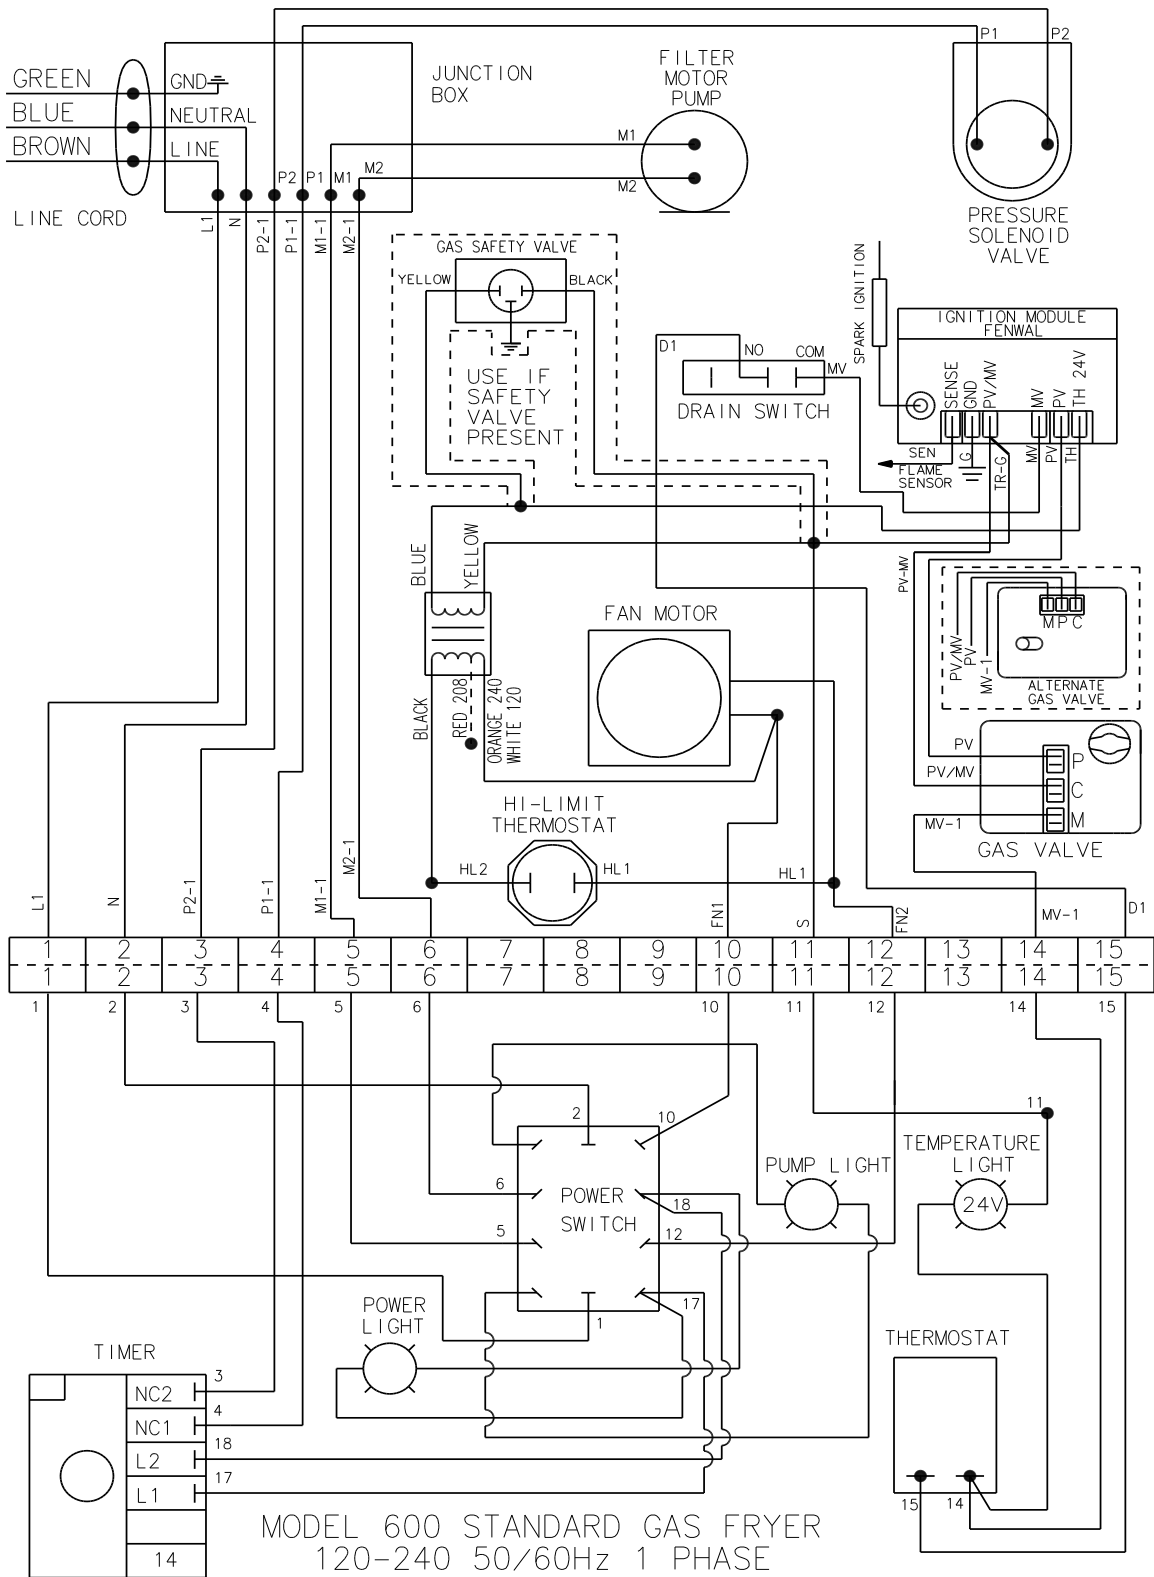 P1
P2
GREEN
BLUE
BROWN
GND
NEUTRAL
LINE
JUNCTION
BOX
FILTER
MOTOR
PUMP
M1
M2
P2
P1
M1
M2
LINE CORD
L1
N
P2-1
P1-1
M1-1
M2-1
PRESSURE
SOLENOID
VALVE
GAS SAFETY VALVE
YELLOW
BLACK
USE IF
SAFETY
VALVE
PRESENT
D1
NO
COM
MV
DRAIN SWITCH
SPARK IGNITION
IGNITION MODULE
FENWAL
SENSE
GND
PV/MV
MV
PV
TH 24V
SEN
FLAME
SENSOR
G
TR-G
MV
PV
TH
BLUE
YELLOW
PV-MV
FAN MOTOR
M P C
PV/MV
PV
MV-1
ALTERNATE
GAS VALVE
BLACK
RED 208
ORANGE 240
WHITE 120
PV
P
PV/MV
C
MV-1
M
GAS VALVE
HI-LIMIT
THERMOSTAT
HL2
HL1
HL1
L1
N
P2-1
P1-1
M1-1
M2-1
FN1
S
FN2
MV-1
D1
1 2 3 4 5 6 7 8 9 10 11 12 13 14 15
1 2 3 4 5 6 7 8 9 10 11 12 13 14 15
1 2 3 4 5 6 10 11 12 14 15
2
10
11
6
POWER
SWITCH
18
5
12
PUMP LIGHT
TEMPERATURE
LIGHT
24V
17
1
POWER
LIGHT
THERMOSTAT
15
14
TIMER
NC2
3
NC1
4
L2
18
L1
17
14
MODEL 600 STANDARD GAS FRYER
120-240 50/60Hz 1 PHASE